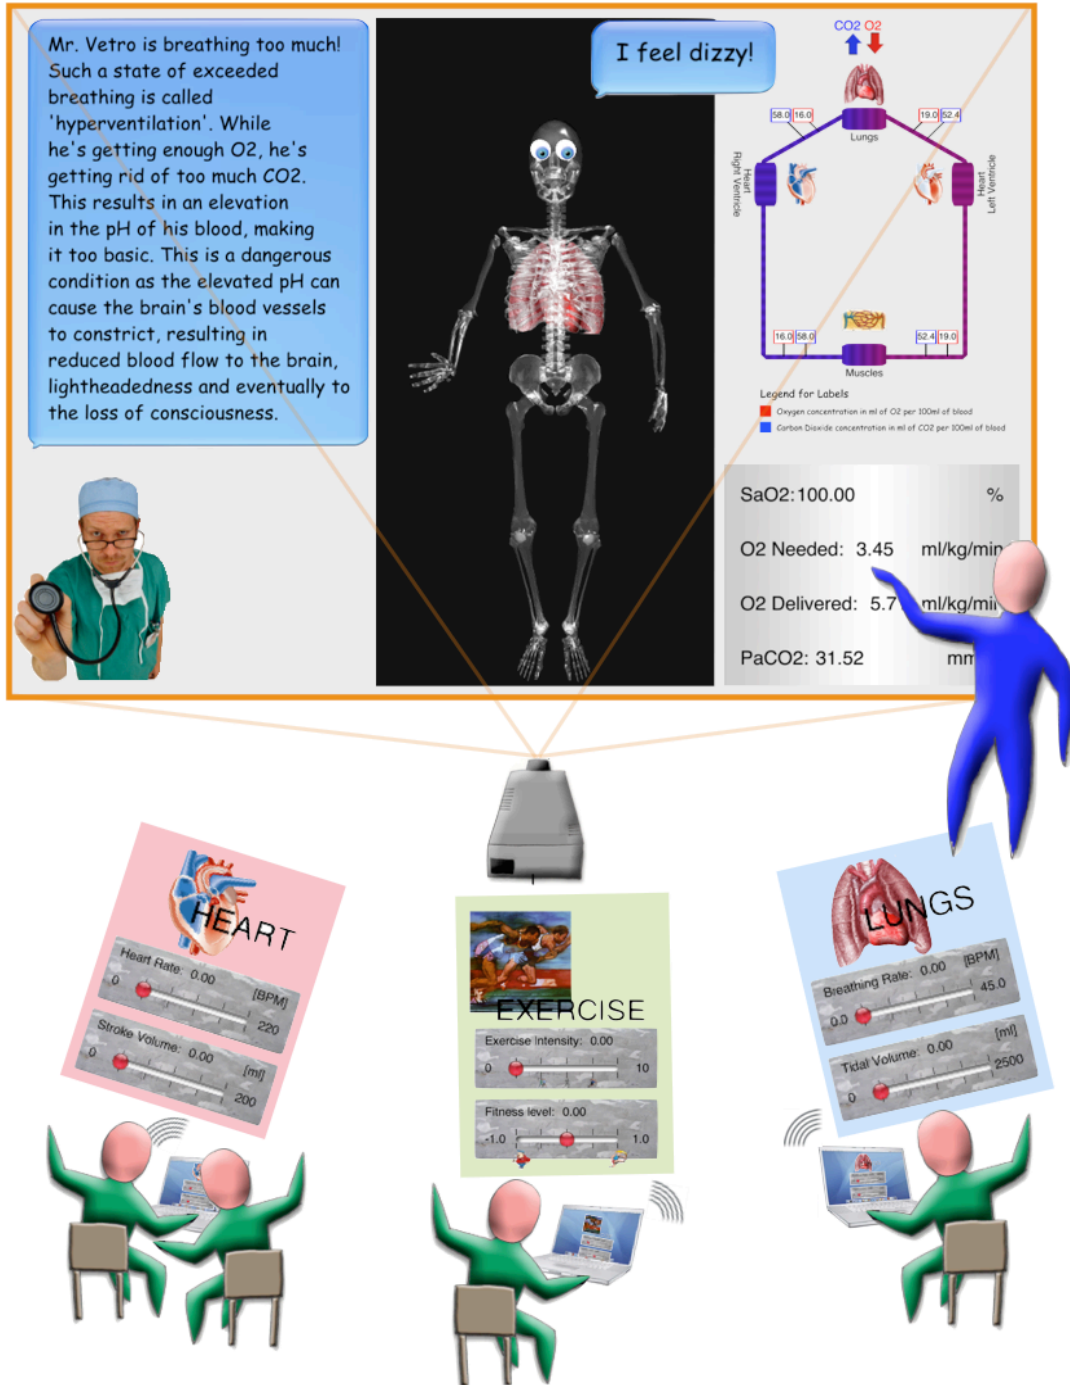 Mr. Vetro is breathing too much!
Such a state of exceeded
breathing is called
'hyperventilation'. While
he's getting enough O2, he's
getting rid of too much CO2.
This results in an elevation
in the pH of his blood, making
it too basic. This is a dangerous
condition as the elevated pH can
cause the brain's blood vessels
to constrict, resulting in
reduced blood flow to the brain,
lightheadedness and eventually to
the loss of consciousness.
I feel dizzy!
CO2 O2
58.0 16.0
19.0 52.4
Lungs
Heart
Right Ventricle
Heart
Left Ventricle
16.0 58.0
52.4 19.0
Muscles
Legend for Labels
Oxygen concentration in ml of O2 per 100ml of blood
Carbon Dioxide concentration in ml of CO2 per 100ml of blood
SaO2: 100.00 %
O2 Needed: 3.45 ml/kg/min
O2 Delivered: 5.7 ml/kg/min
PaCO2: 31.52 mm
HEART
Heart Rate: 0.00 [BPM]
0 220
Stroke Volume: 0.00 [ml]
0 200
EXERCISE
Exercise Intensity: 0.00
0 10
Fitness level: 0.00
-1.0 1.0
LUNGS
Breathing Rate: 0.00 [BPM]
0.0 45.0
Tidal Volume: 0.00 [ml]
0 2500